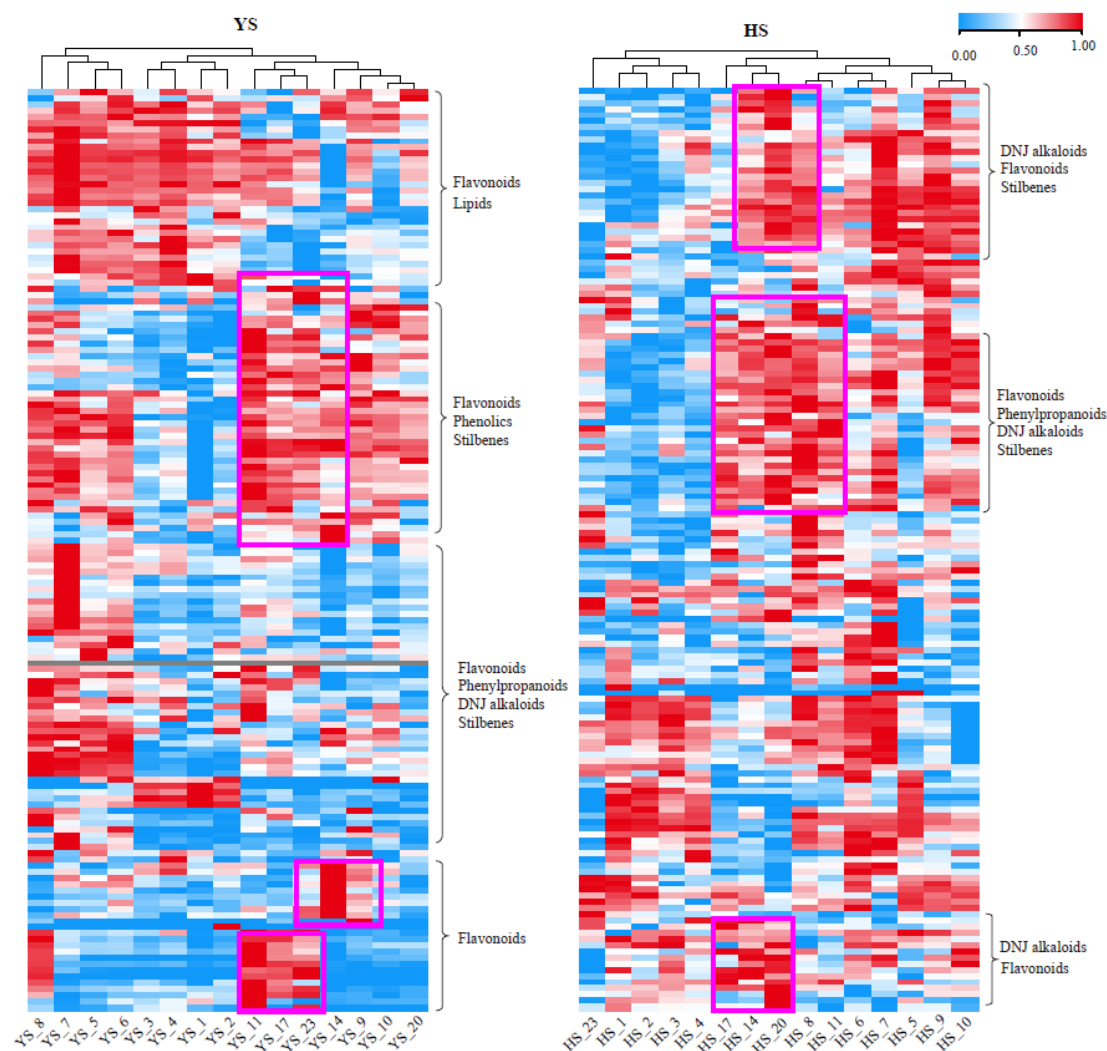 YS
HS
0.00
0.50
1.00
Flavonoids
Lipids
Flavonoids
Phenolics
Stilbenes
Flavonoids
Phenylpropanoids
DNJ alkaloids
Stilbenes
Flavonoids
DNJ alkaloids
Flavonoids
Stilbenes
Flavonoids
Phenylpropanoids
DNJ alkaloids
Stilbenes
DNJ alkaloids
Flavonoids
YS_8
YS_7
YS_5
YS_6
YS_3
YS_4
YS_1
YS_2
YS_11
YS_17
YS_23
YS_14
YS_9
YS_10
YS_20
HS_23
HS_1
HS_2
HS_3
HS_4
HS_17
HS_14
HS_20
HS_8
HS_11
HS_6
HS_7
HS_5
HS_9
HS_10